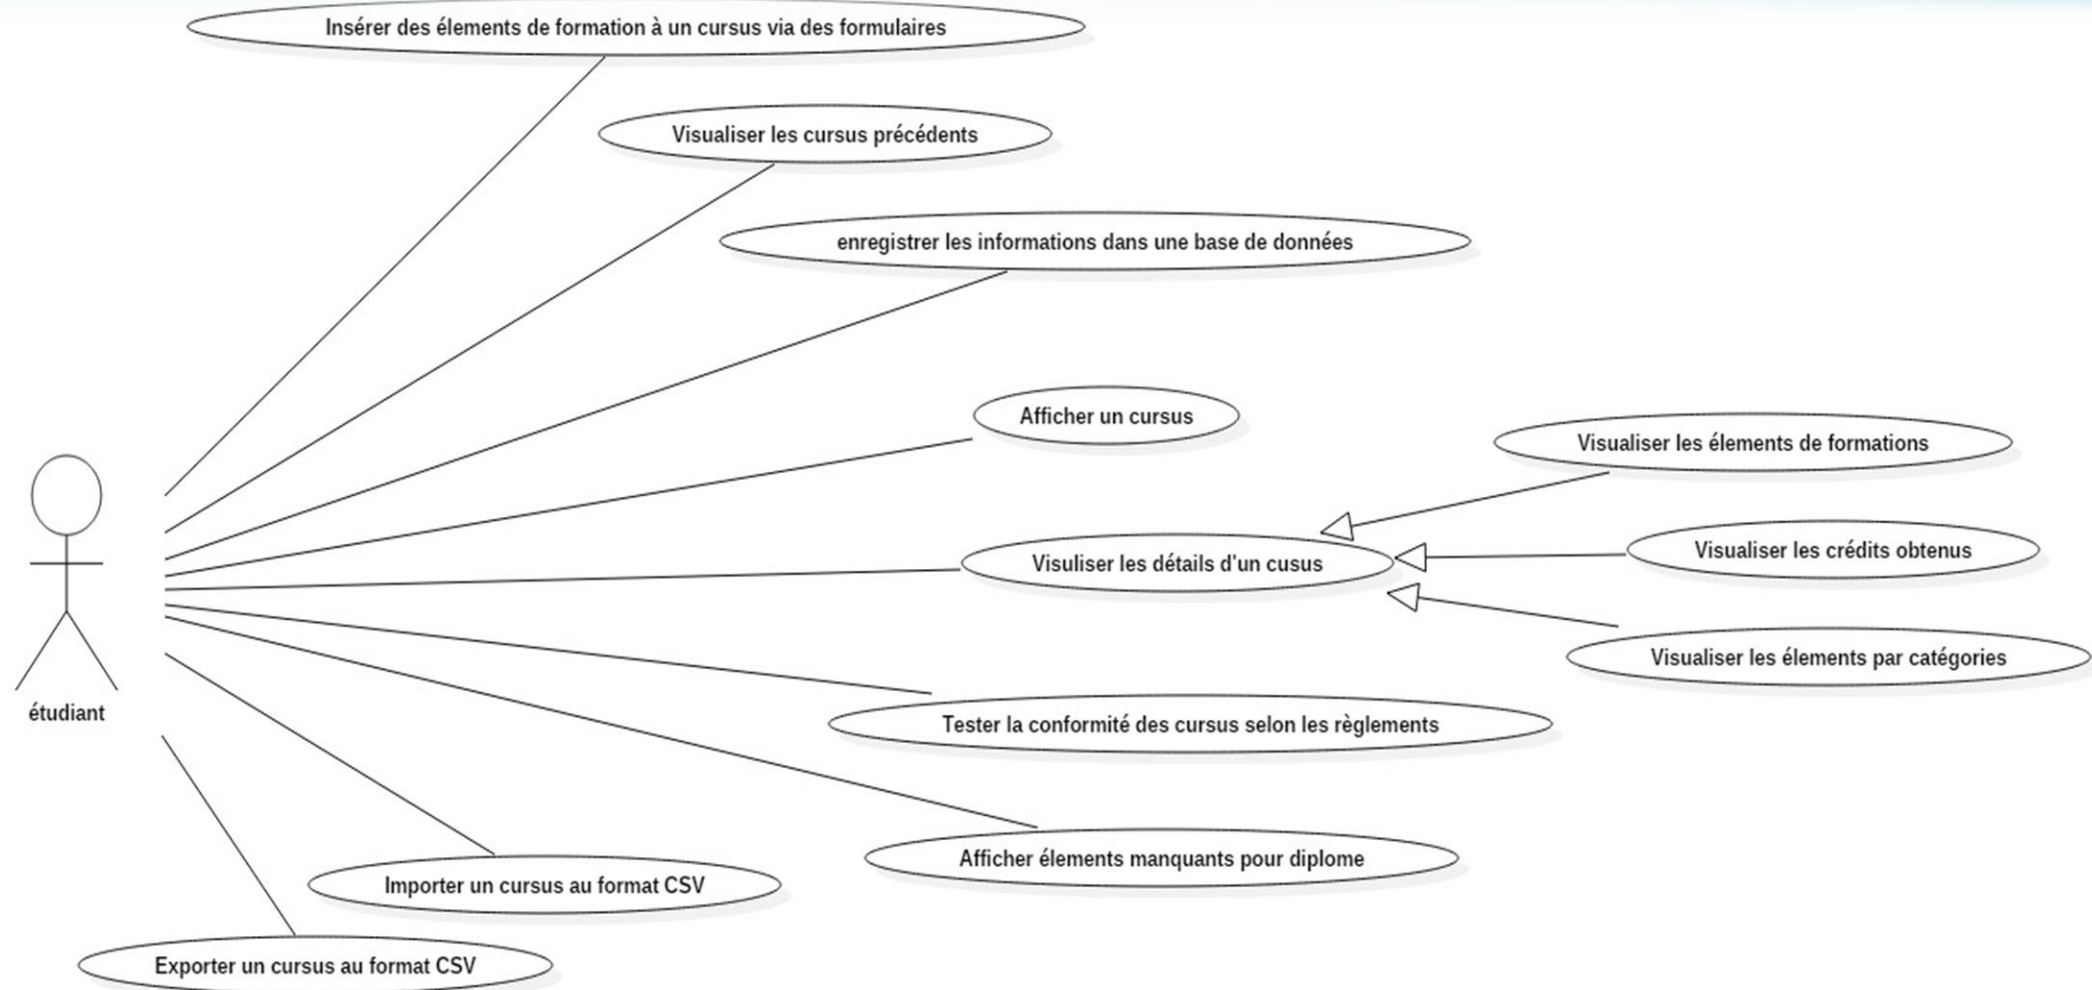 Insérer des élements de formation à un cursus via des formulaires
Visualiser les cursus précédents
enregistrer les informations dans une base de données
Afficher un cursus
Visualiser les élements de formations
Visualiser les crédits obtenus
Visuliser les détails d'un cusus
Visualiser les élements par catégories
étudiant
Tester la conformité des cursus selon les règlements
Afficher élements manquants pour diplome
Importer un cursus au format CSV
Exporter un cursus au format CSV